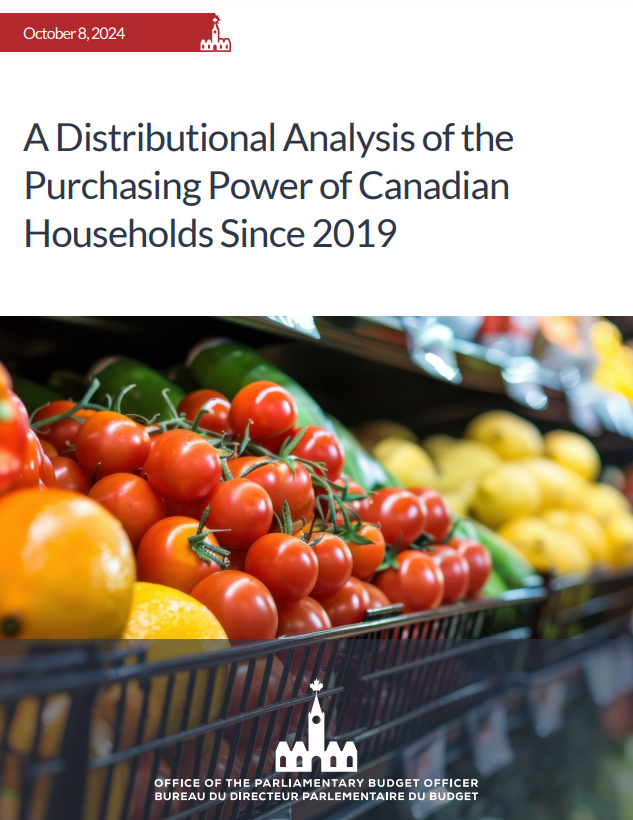 October 8, 2024
A Distributional Analysis of the
Purchasing Power of Canadian
Households Since 2019
OFFICE OF THE PARLIAMENTARY BUDGET OFFICER
BUREAU DU DIRECTEUR PARLEMENTAIRE DU BUDGET